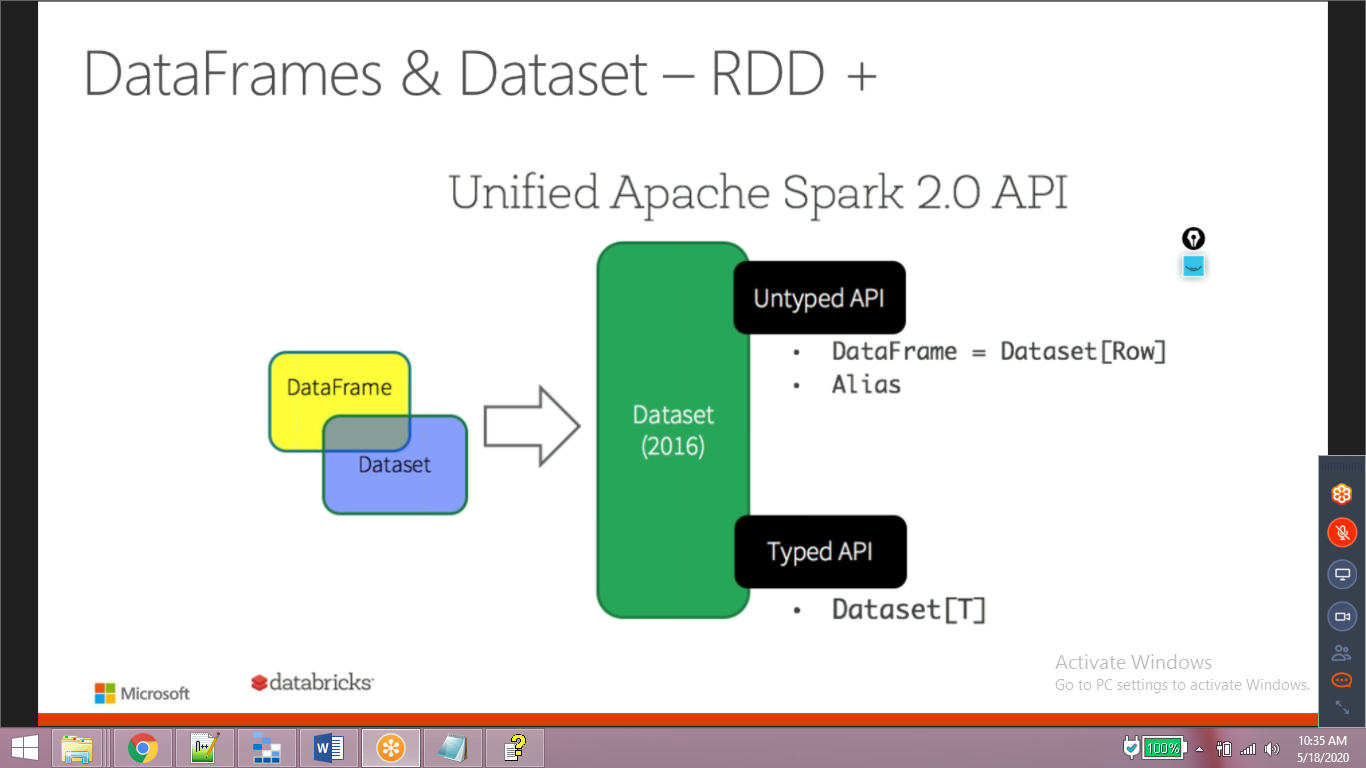 DataFrames & Dataset – RDD +
Unified Apache Spark 2.0 API
Untyped API
• DataFrame = Dataset[Row]
• Alias
DataFrame
Dataset
Dataset
(2016)
Typed API
• Dataset[T]
Microsoft
databricks
Activate Windows
Go to PC settings to activate Windows.
100%
10:35 AM
5/18/2020